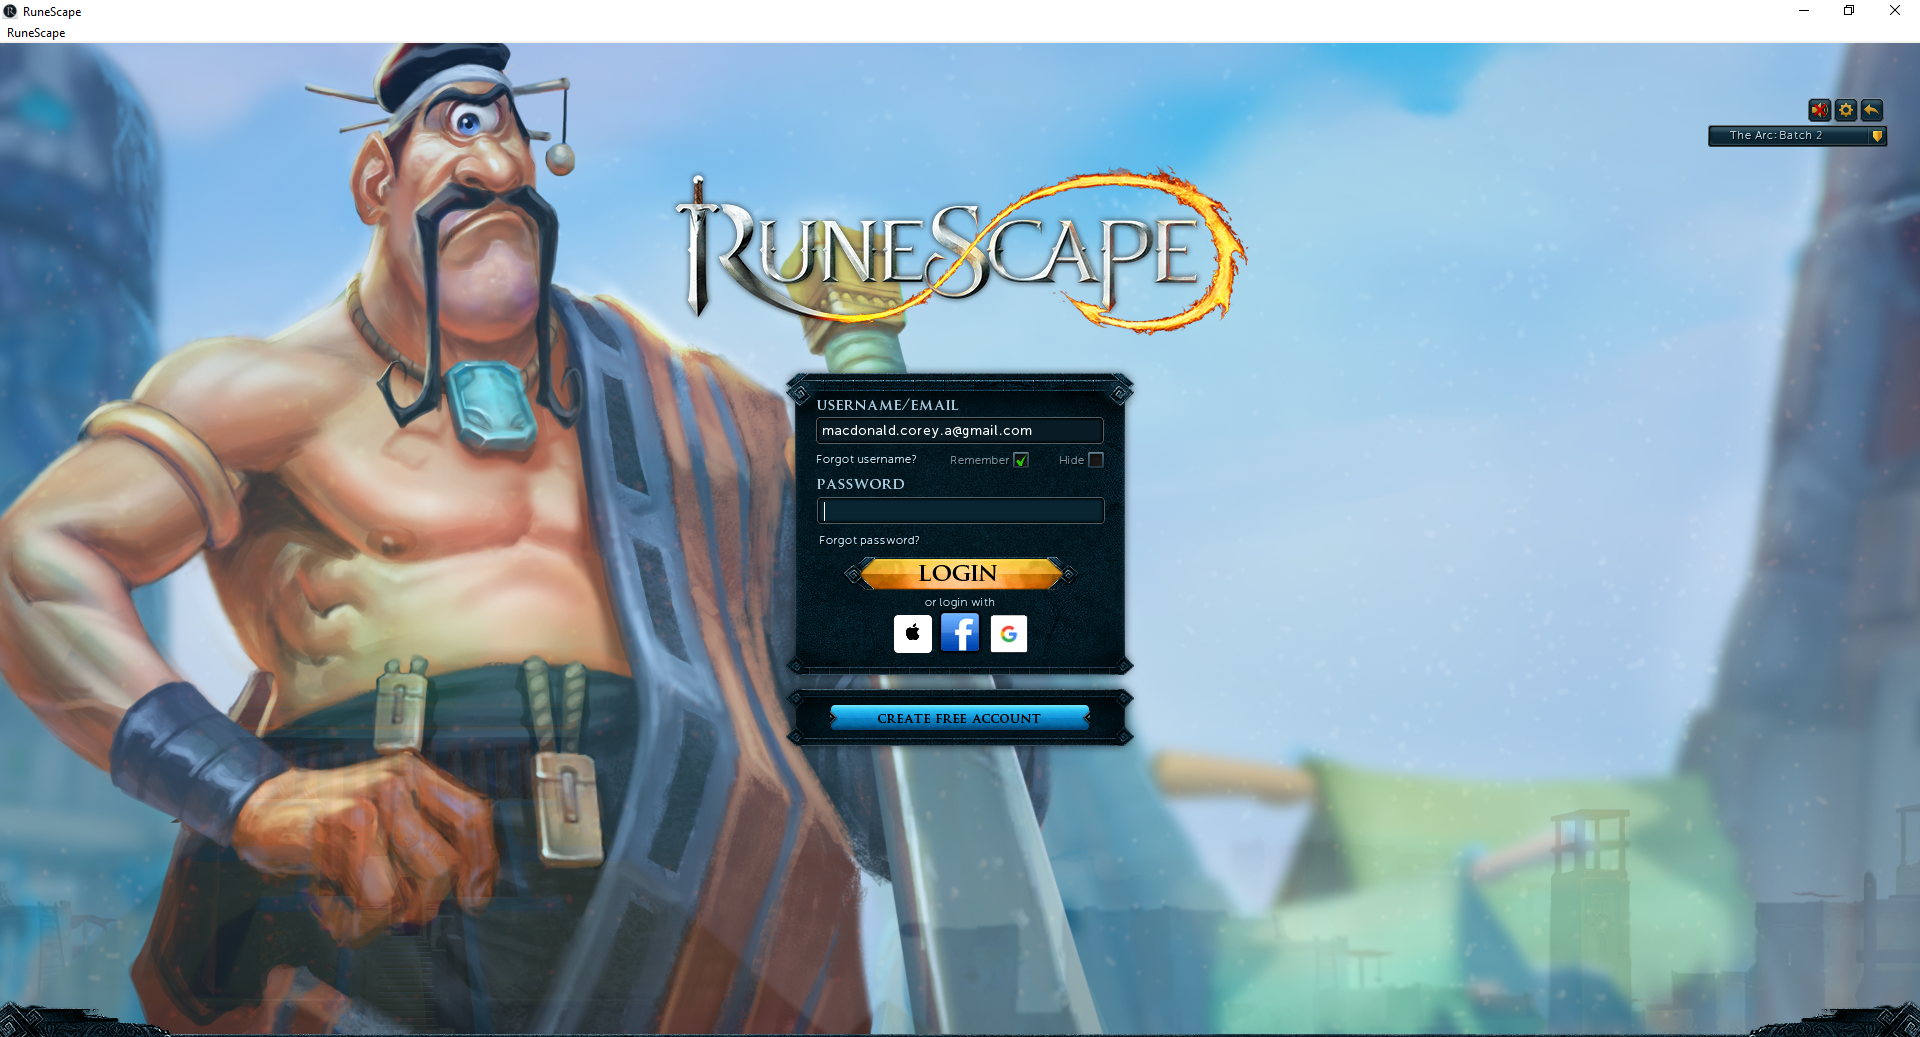 RuneScape
RuneScape
The Arc: Batch 2
RUNESCAPE
USERNAME/EMAIL
macdonald.corey.a@gmail.com
Forgot username? Remember Hide
PASSWORD
Forgot password?
LOGIN
or login with
CREATE FREE ACCOUNT